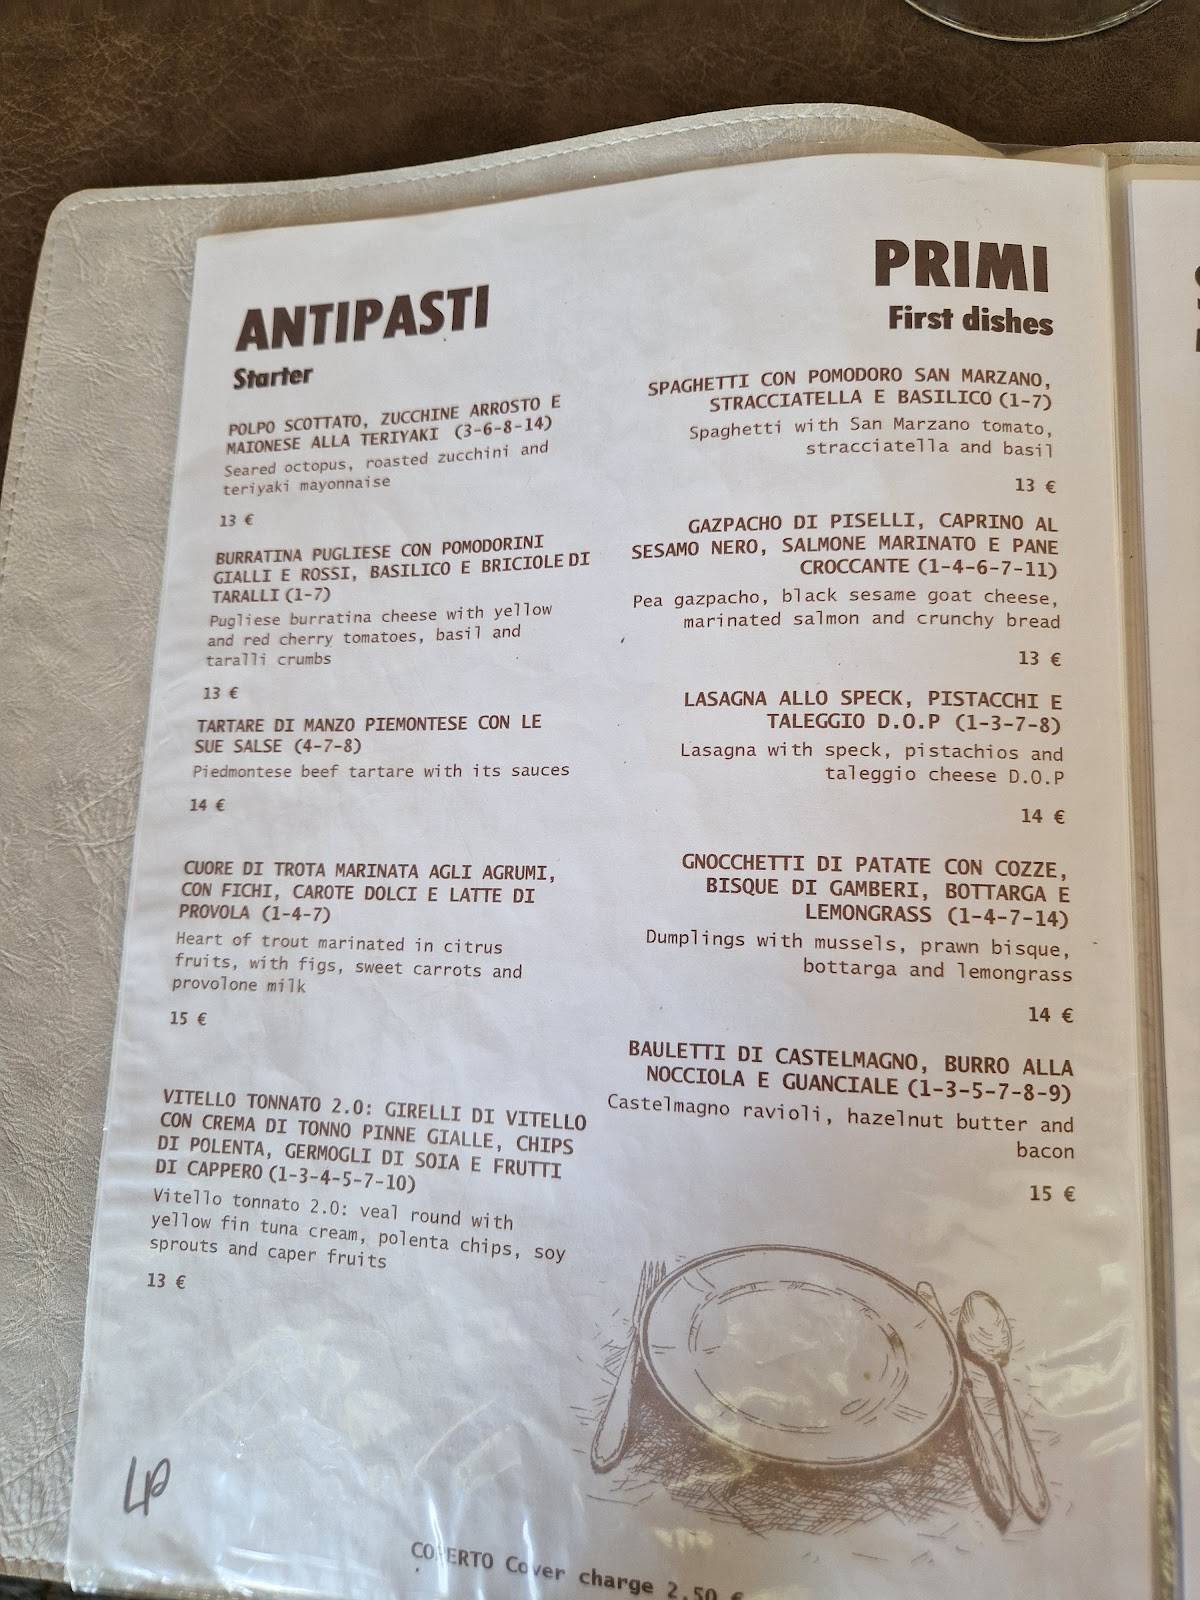 ANTIPASTI
Starter
POLPO SCOTTATO, ZUCCHINE ARROSTO E
MAIONESE ALLA TERIYAKI (3-6-8-14)
Seared octopus, roasted zucchini and
teriyaki mayonnaise
13 €
BURRATINA PUGLIESE CON POMODORINI
GIALLI E ROSSI, BASILICO E BRICIOLE DI
TARALLI (1-7)
Pugliese burratina cheese with yellow
and red cherry tomatoes, basil and
taralli crumbs
13 €
TARTARE DI MANZO PIEMONTESE CON LE
SUE SALSE (4-7-8)
Piedmontese beef tartare with its sauces
14 €
CUORE DI TROTA MARINATA AGLI AGRUMI,
CON FICHI, CAROTE DOLCI E LATTE DI
PROVOLA (1-4-7)
Heart of trout marinated in citrus
fruits, with figs, sweet carrots and
provolone milk
15 €
VITELLO TONNATO 2.0: GIRELLI DI VITELLO
CON CREMA DI TONNO PINNE GIALLE, CHIPS
DI POLENTA, GERMOGLI DI SOIA E FRUTTI
DI CAPPERO (1-3-4-5-7-10)
Vitello tonnato 2.0: veal round with
yellow fin tuna cream, polenta chips, soy
sprouts and caper fruits
13 €
PRIMI
First dishes
SPAGHETTI CON POMODORO SAN MARZANO,
STRACCIATELLA E BASILICO (1-7)
Spaghetti with San Marzano tomato,
stracciatella and basil
13 €
GAZPACHO DI PISELLI, CAPRINO AL
SESAMO NERO, SALMONE MARINATO E PANE
CROCCANTE (1-4-6-7-11)
Pea gazpacho, black sesame goat cheese,
marinated salmon and crunchy bread
13 €
LASAGNA ALLO SPECK, PISTACCHI E
TALEGGIO D.O.P (1-3-7-8)
Lasagna with speck, pistachios and
taleggio cheese D.O.P
14 €
GNOCCHETTI DI PATATE CON COZZE,
BISQUE DI GAMBERI, BOTTARGA E
LEMONGRASS (1-4-7-14)
Dumplings with mussels, prawn bisque,
bottarga and lemongrass
14 €
BAULETTI DI CASTELMAGNO, BURRO ALLA
NOCCIOLA E GUANCIALE (1-3-5-7-8-9)
Castelmagno ravioli, hazelnut butter and
bacon
15 €
LP
COPERTO Cover charge 2.50 €